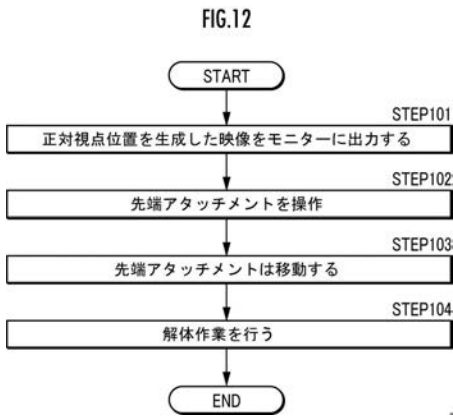 FIG.12
START
STEP101
正対視点位置を生成した映像をモニターに出力する
STEP102
先端アタッチメントを操作
STEP103
先端アタッチメントは移動する
STEP104
解体作業を行う
END